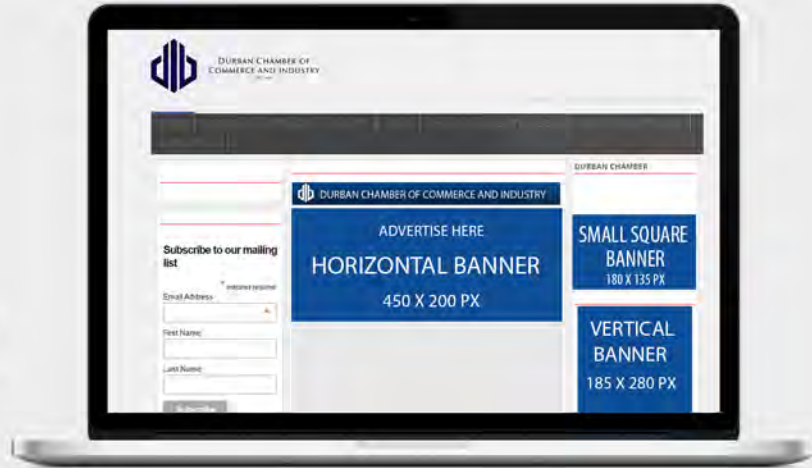 DURBAN CHAMBER OF
COMMERCE AND INDUSTRY
DURBAN CHAMBER
Subscribe to our mailing
list
Email Address
First Name
Last Name
Subscribe
DURBAN CHAMBER OF COMMERCE AND INDUSTRY
ADVERTISE HERE
HORIZONTAL BANNER
450 X 200 PX
SMALL SQUARE
BANNER
180 X 135 PX
VERTICAL
BANNER
185 X 280 PX